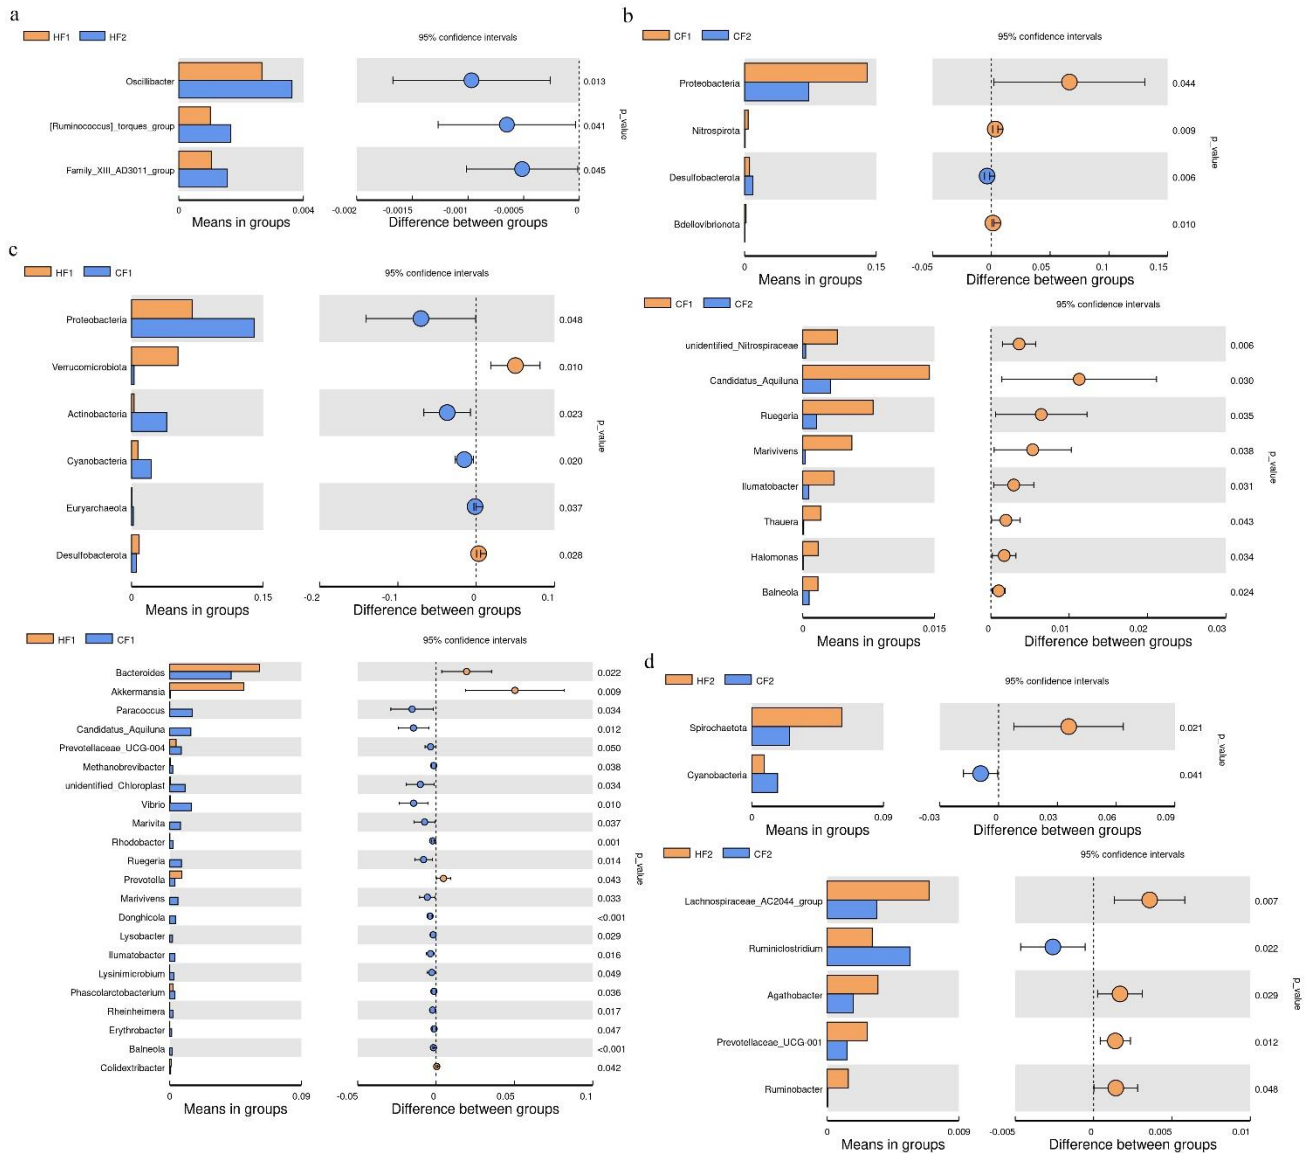 a
HF1 HF2
95% confidence intervals
Oscillibacter 0.013
[Ruminococcus]_torques_group 0.041
Family_XIII_AD3011_group 0.045
p_value
0 0.004 -0.002 -0.0015 -0.001 -0.0005 0
Means in groups Difference between groups
b
CF1 CF2
95% confidence intervals
Proteobacteria 0.044
Nitrospirota 0.009
Desulfobacterota 0.006
Bdellovibrionota 0.010
p_value
0 0.15 -0.05 0 0.05 0.10 0.15
Means in groups Difference between groups
CF1 CF2
95% confidence intervals
unidentified_Nitrospiraceae 0.006
Candidatus_Aquiluna 0.030
Ruegeria 0.035
Marivivens 0.038
Ilumatobacter 0.031
Thauera 0.043
Halomonas 0.034
Balneola 0.024
p_value
0 0.015 0 0.01 0.02 0.03
Means in groups Difference between groups
c
HF1 CF1
95% confidence intervals
Proteobacteria 0.048
Verrucomicrobiota 0.010
Actinobacteria 0.023
Cyanobacteria 0.020
Euryarchaeota 0.037
Desulfobacterota 0.028
p_value
0 0.15 -0.2 -0.1 0 0.1
Means in groups Difference between groups
HF1 CF1
95% confidence intervals
Bacteroides 0.022
Akkermansia 0.009
Paracoccus 0.034
Candidatus_Aquiluna 0.012
Prevotellaceae_UCG-004 0.050
Methanobrevibacter 0.038
unidentified_Chloroplast 0.034
Vibrio 0.010
Marivita 0.037
Rhodobacter 0.001
Ruegeria 0.014
Prevotella 0.043
Marivivens 0.033
Donghicola <0.001
Lysobacter 0.029
Ilumatobacter 0.016
Lysinimicrobium 0.049
Phascolarctobacterium 0.036
Rheinheimera 0.017
Erythrobacter 0.047
Balneola <0.001
Colidextribacter 0.042
p_value
0 0.09 -0.05 0 0.05 0.1
Means in groups Difference between groups
d
HF2 CF2
95% confidence intervals
Spirochaetota 0.021
Cyanobacteria 0.041
p_value
0 0.09 -0.03 0 0.03 0.06 0.09
Means in groups Difference between groups
HF2 CF2
95% confidence intervals
Lachnospiraceae_AC2044_group 0.007
Ruminiclostridium 0.022
Agathobacter 0.029
Prevotellaceae_UCG-001 0.012
Ruminobacter 0.048
p_value
0 0.009 -0.005 0 0.005 0.01
Means in groups Difference between groups